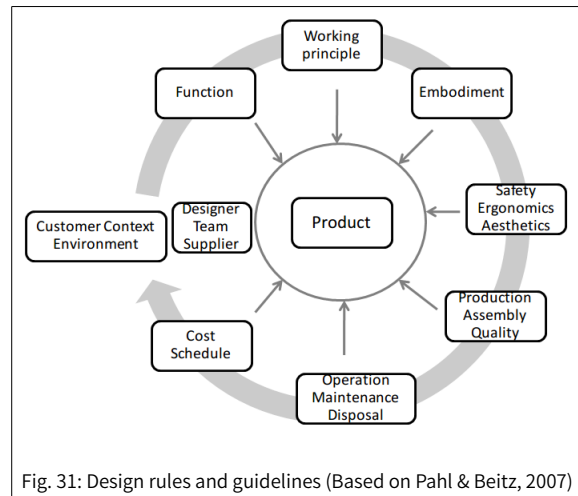 Working
principle
Function
Embodiment
Safety
Ergonomics
Aesthetics
Customer Context
Environment
Designer
Team
Supplier
Product
Production
Assembly
Quality
Cost
Schedule
Operation
Maintenance
Disposal
Fig. 31: Design rules and guidelines (Based on Pahl & Beitz, 2007)